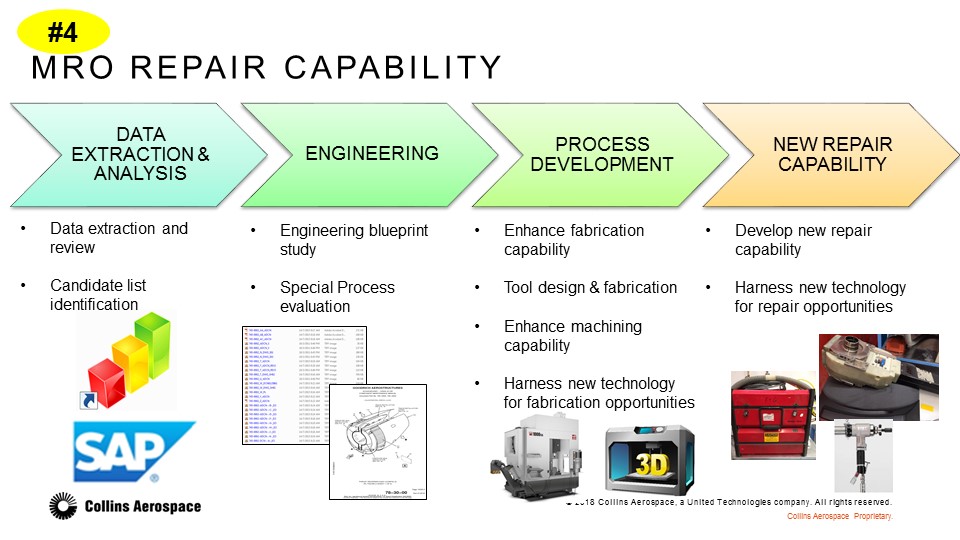 #4
MRO REPAIR CAPABILITY
DATA
EXTRACTION &
ANALYSIS
ENGINEERING
PROCESS
DEVELOPMENT
NEW REPAIR
CAPABILITY
• Data extraction and
review
• Candidate list
identification
• Engineering blueprint
study
• Special Process
evaluation
• Enhance fabrication
capability
• Tool design & fabrication
• Enhance machining
capability
• Harness new technology
for fabrication opportunities
• Develop new repair
capability
• Harness new technology
for repair opportunities
SAP
®
78-30-00
3D
Collins Aerospace
© 2018 Collins Aerospace, a United Technologies company. All rights reserved.
Collins Aerospace Proprietary.